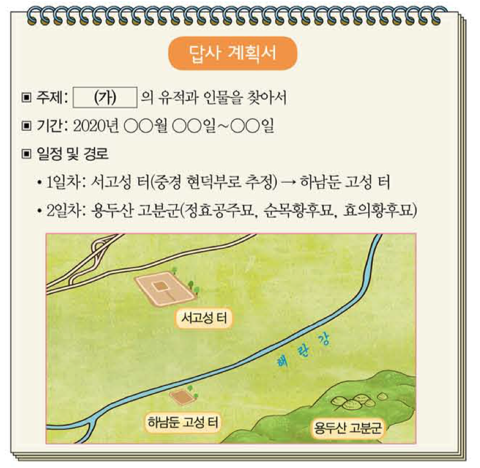 답사 계획서
▣ 주제: (가) 의 유적과 인물을 찾아서
▣ 기간: 2020년 ○○월 ○○일~○○일
▣ 일정 및 경로
• 1일차: 서고성 터(중경 현덕부로 추정) → 하남둔 고성 터
• 2일차: 용두산 고분군(정효공주묘, 순목황후묘, 효의황후묘)
서고성 터
해란강
하남둔 고성 터
용두산 고분군